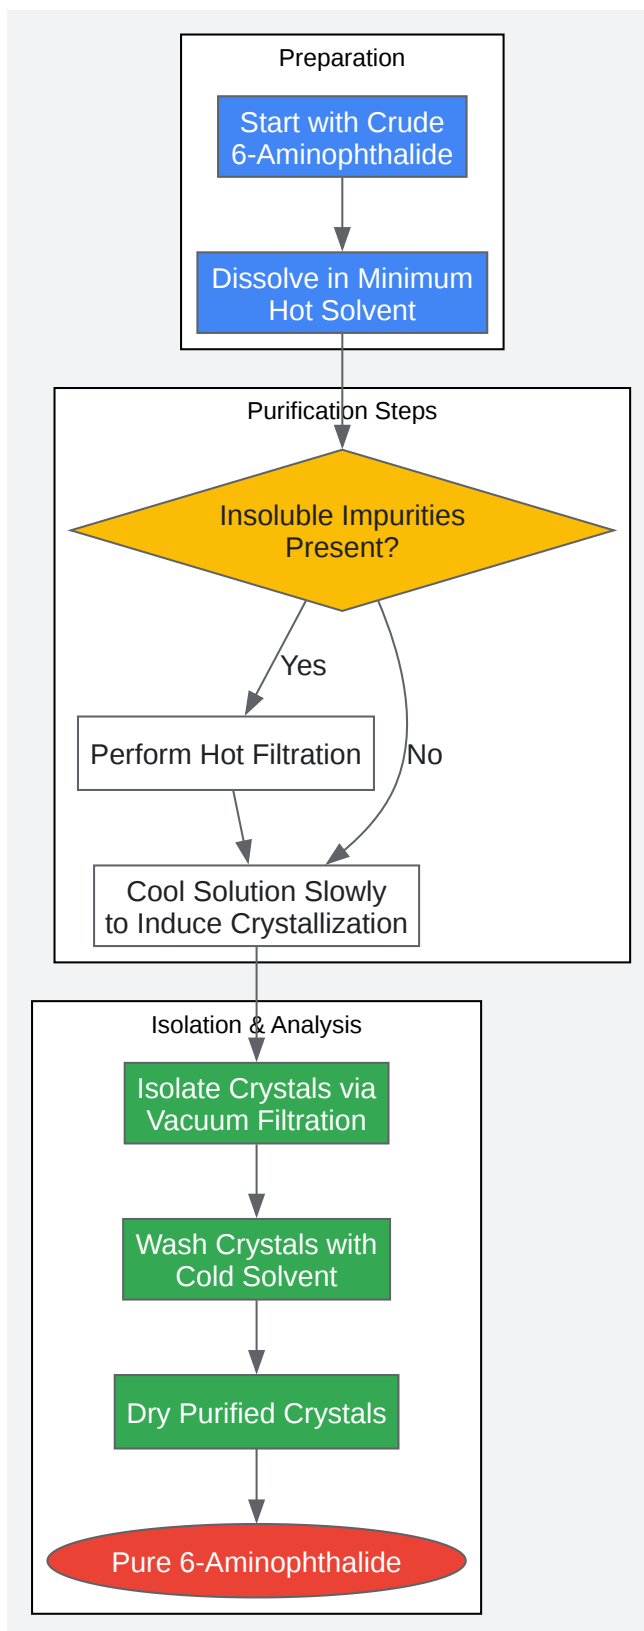 Preparation
Start with Crude
6-Aminophthalide
Dissolve in Minimum
Hot Solvent
Purification Steps
Insoluble Impurities
Present?
Yes
Perform Hot Filtration
No
Cool Solution Slowly
to Induce Crystallization
Isolation & Analysis
Isolate Crystals via
Vacuum Filtration
Wash Crystals with
Cold Solvent
Dry Purified Crystals
Pure 6-Aminophthalide